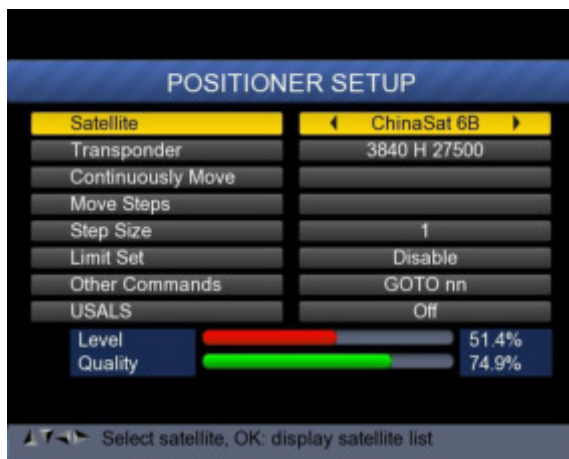 POSITIONER SETUP
Satellite ChinaSat 6B
Transponder 3840 H 27500
Continuously Move
Move Steps
Step Size 1
Limit Set Disable
Other Commands GOTO nn
USALS Off
Level 51.4%
Quality 74.9%
Select satellite, OK: display satellite list